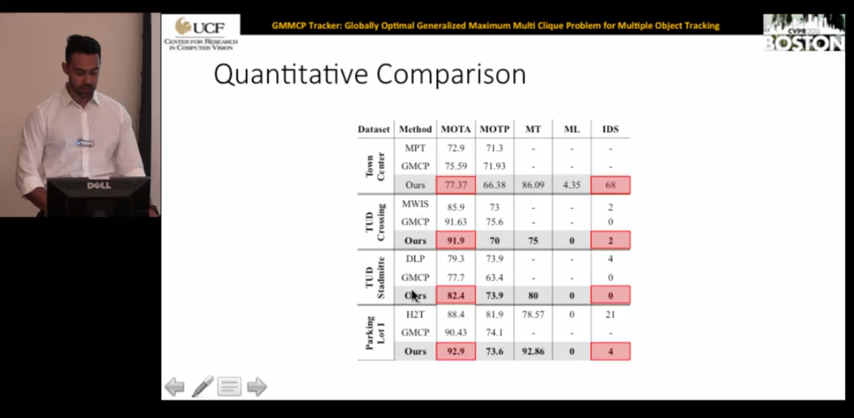 UCF
CENTER FOR RESEARCH
IN COMPUTER VISION
GMMCP Tracker: Globally Optimal Generalized Maximum Multi Clique Problem for Multiple Object Tracking
CVPR
BOSTON
Quantitative Comparison
Dataset Method MOTA MOTP MT ML IDS
Town
Center
MPT 72.9 71.3 - - -
GMCP 75.59 71.93 - - -
Ours 77.37 66.38 86.09 4.35 68
TUD
Crossing
MWIS 85.9 73 - - 2
GMCP 91.63 75.6 - - 0
Ours 91.9 70 75 0 2
TUD
Stadmitte
DLP 79.3 73.9 - - 4
GMCP 77.7 63.4 - - 0
Ours 82.4 73.9 80 0 0
Parking
Lot 1
H2T 88.4 81.9 78.57 0 21
GMCP 90.43 74.1 - - -
Ours 92.9 73.6 92.86 0 4
DELL